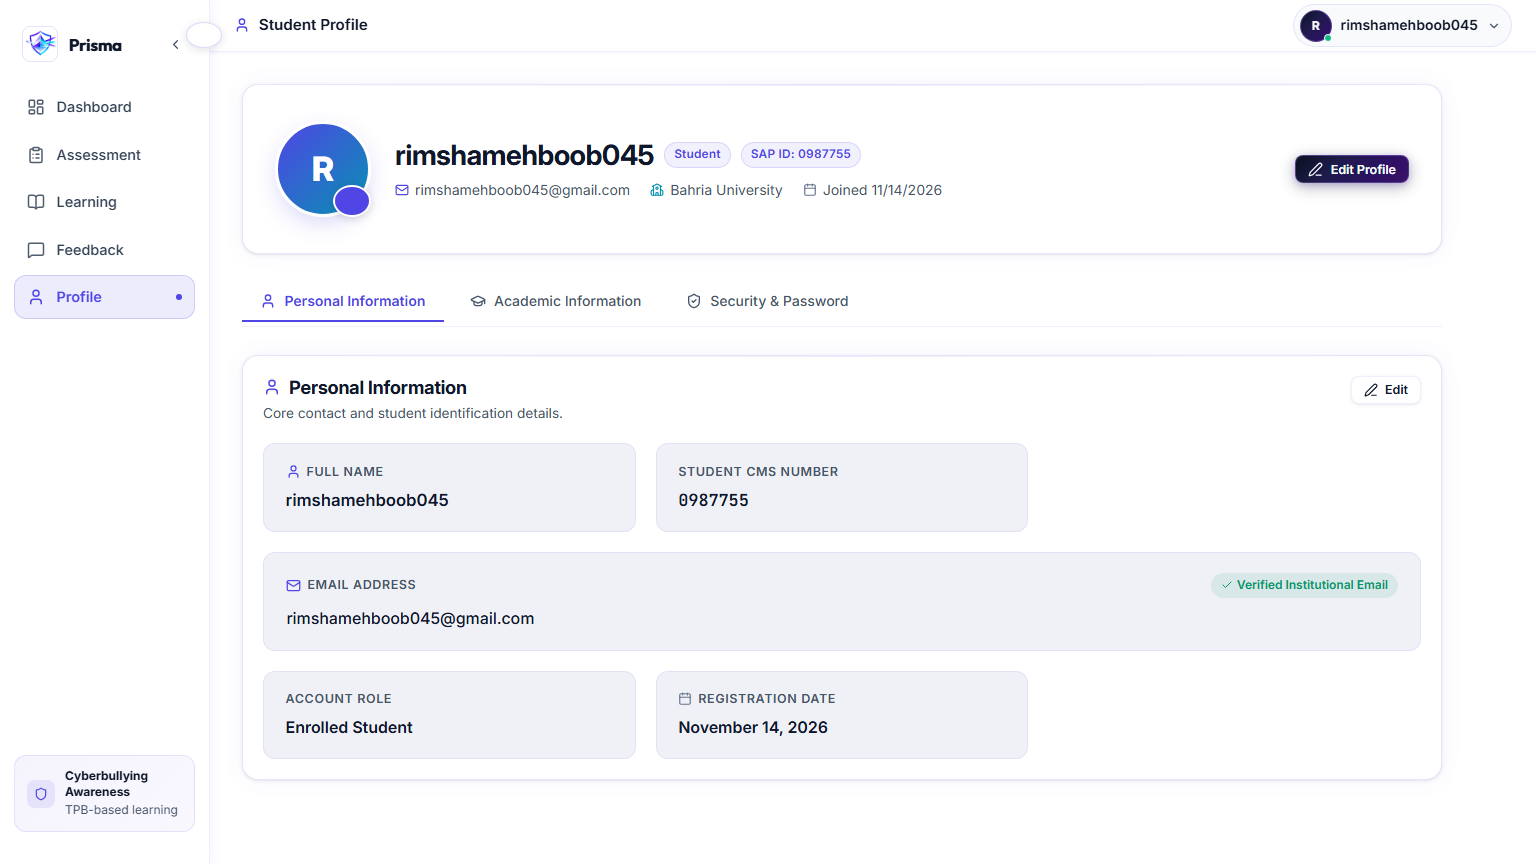 Prisma
Student Profile
R
rimshamehboob045
Dashboard
Assessment
Learning
Feedback
Profile
R
rimshamehboob045
Student
SAP ID: 0987755
rimshamehboob045@gmail.com
Bahria University
Joined 11/14/2026
Edit Profile
Personal Information
Academic Information
Security & Password
Personal Information
Edit
Core contact and student identification details.
FULL NAME
rimshamehboob045
STUDENT CMS NUMBER
0987755
EMAIL ADDRESS
Verified Institutional Email
rimshamehboob045@gmail.com
ACCOUNT ROLE
Enrolled Student
REGISTRATION DATE
November 14, 2026
Cyberbullying
Awareness
TPB-based learning